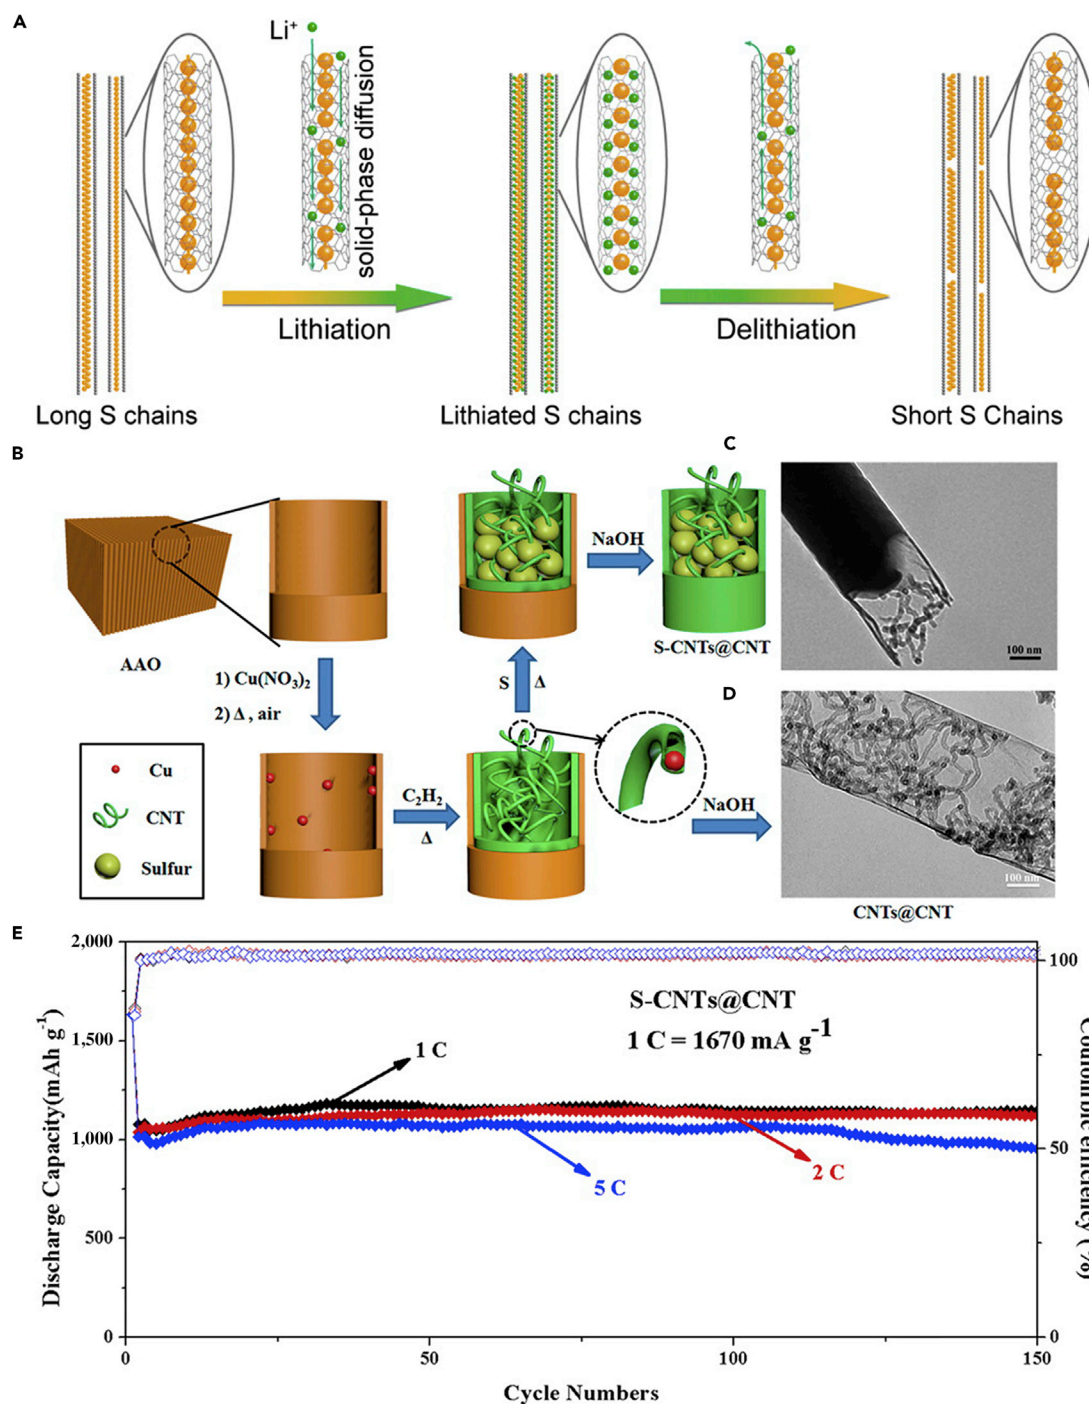 A
Li⁺
solid-phase diffusion
Lithiation
Delithiation
Long S chains
Lithiated S chains
Short S Chains
B
AAO
1) Cu(NO₃)₂
2) Δ , air
Cu
CNT
Sulfur
C₂H₂
Δ
S Δ
NaOH
S-CNTs@CNT
NaOH
C
100 nm
D
100 nm
CNTs@CNT
E
2,000
1,500
1,000
500
0
Discharge Capacity(mAh g⁻¹)
S-CNTs@CNT
1 C = 1670 mA g⁻¹
1 C
5 C
2 C
100
50
0
Coulombic efficiency (%)
0 50 100 150
Cycle Numbers